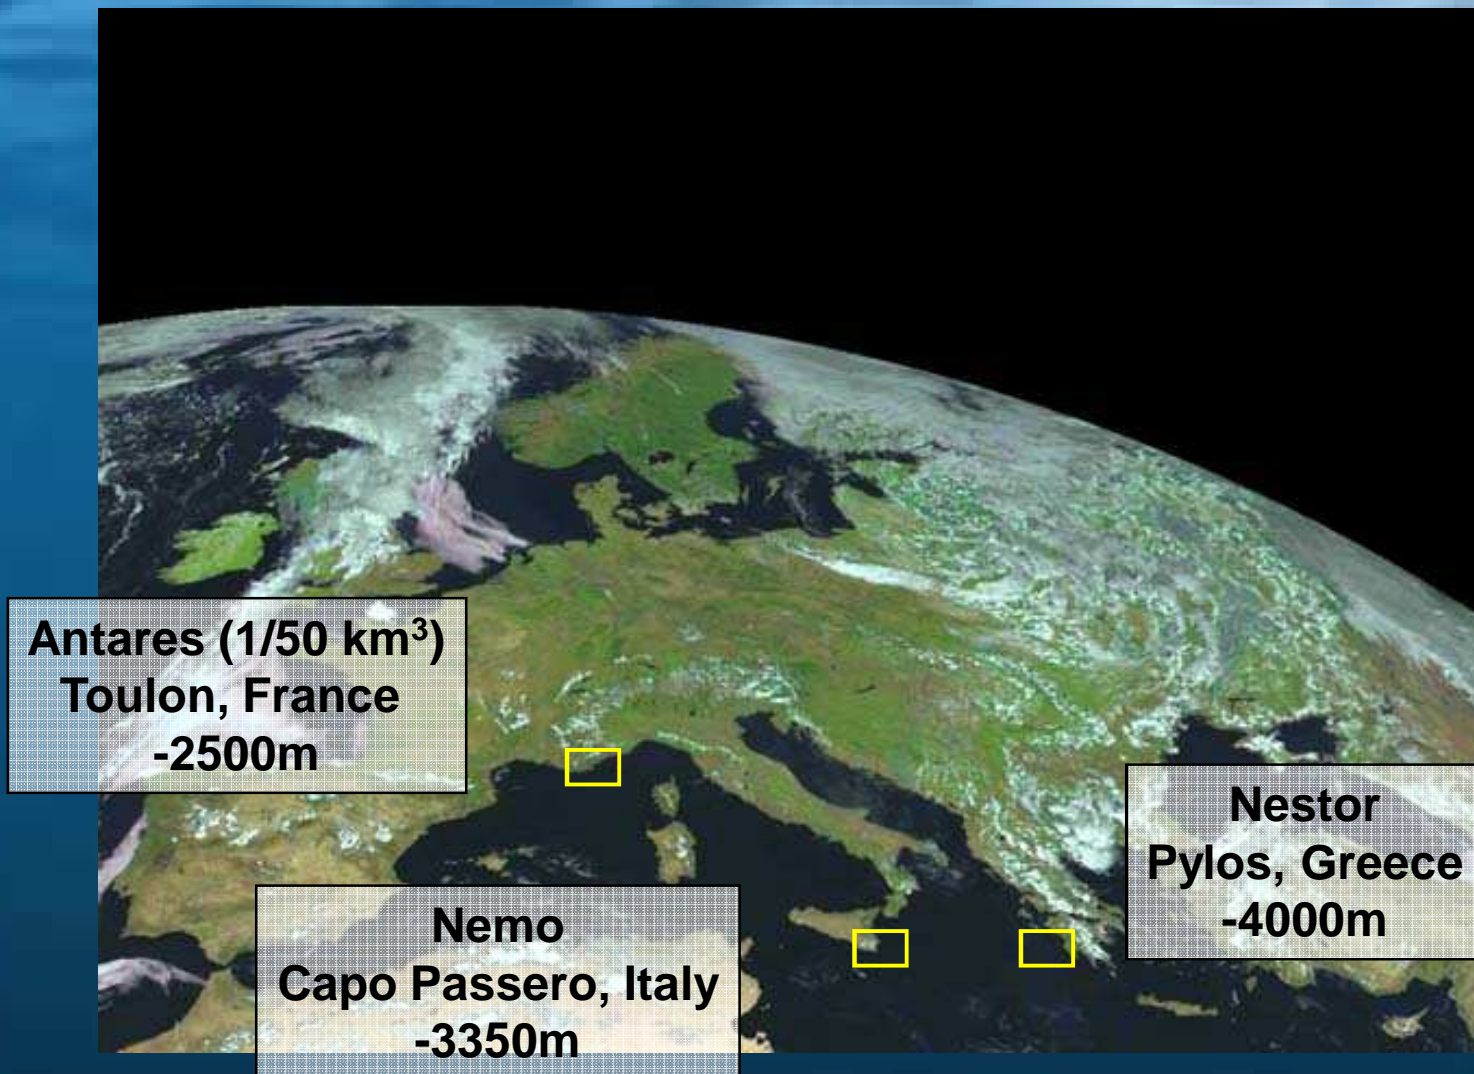 Antares (1/50 km³)
Toulon, France
-2500m
Nemo
Capo Passero, Italy
-3350m
Nestor
Pylos, Greece
-4000m